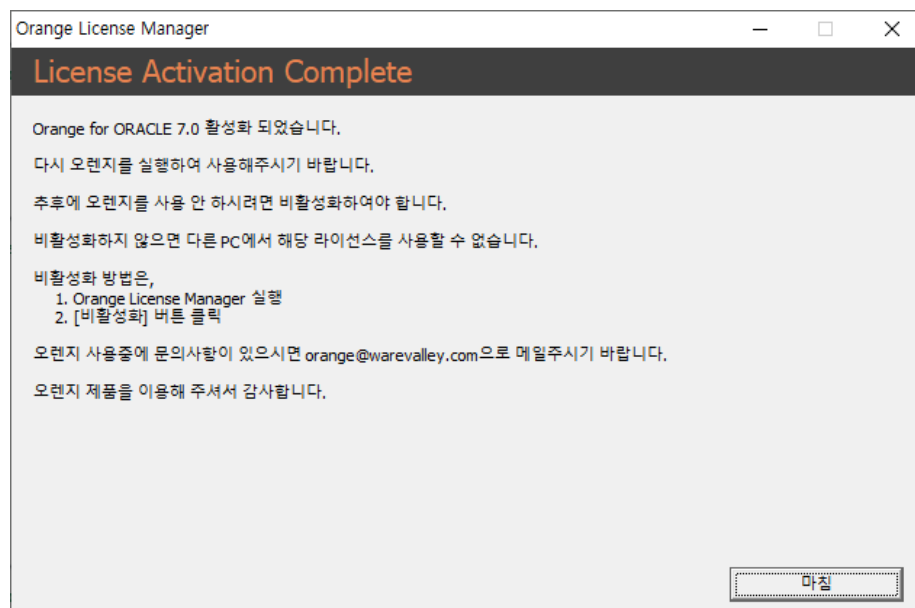 Orange License Manager
License Activation Complete
Orange for ORACLE 7.0 활성화 되었습니다.
다시 오렌지를 실행하여 사용해주시기 바랍니다.
추후에 오렌지를 사용 안 하시려면 비활성화하여야 합니다.
비활성화하지 않으면 다른 PC에서 해당 라이선스를 사용할 수 없습니다.
비활성화 방법은,
1. Orange License Manager 실행
2. [비활성화] 버튼 클릭
오렌지 사용중에 문의사항이 있으시면 orange@warevalley.com으로 메일주시기 바랍니다.
오렌지 제품을 이용해 주셔서 감사합니다.
마침